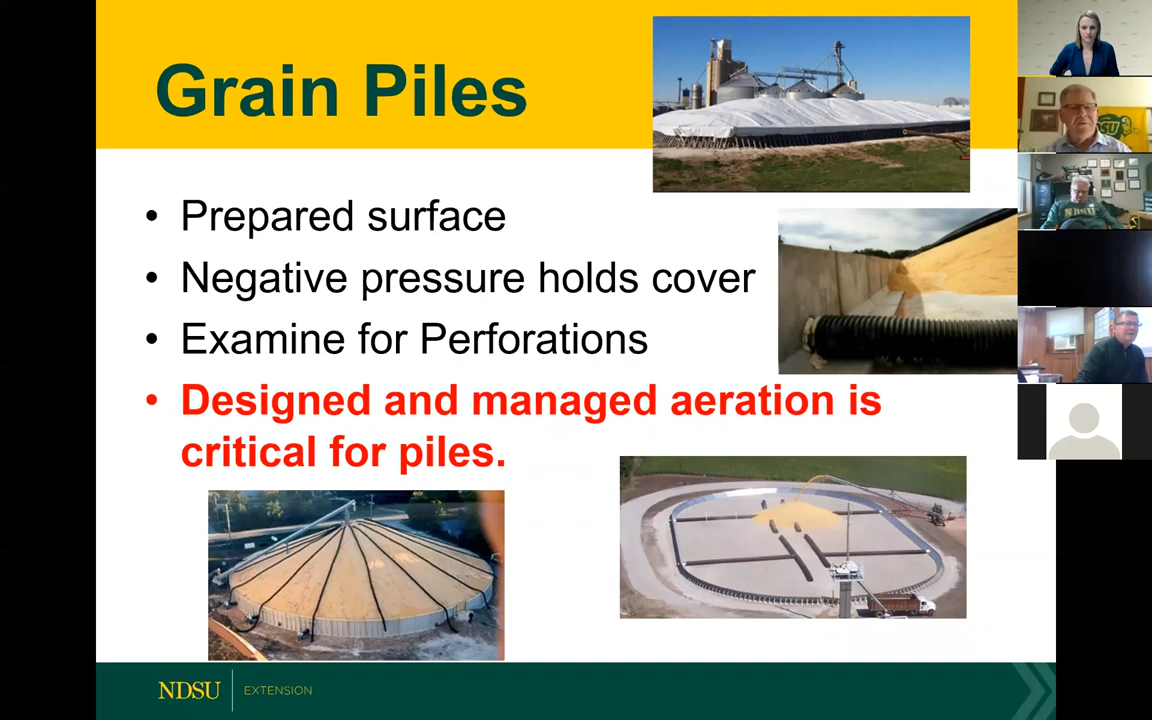 Grain Piles
• Prepared surface
• Negative pressure holds cover
• Examine for Perforations
• Designed and managed aeration is
critical for piles.
NDSU
NDSU EXTENSION